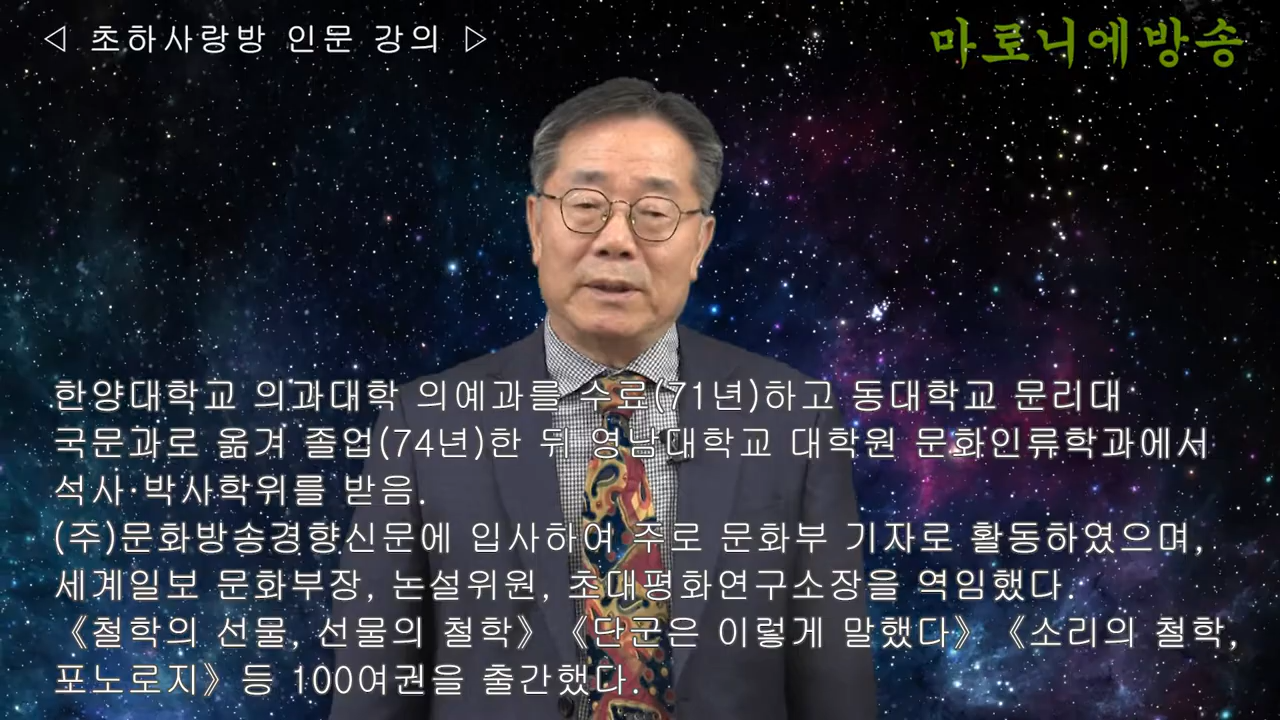 ◁ 초하사랑방 인문 강의 ▷
마로니에방송
한양대학교 의과대학 의예과를 수료(71년)하고 동대학교 문리대
국문과로 옮겨 졸업(74년)한 뒤 영남대학교 대학원 문화인류학과에서
석사·박사학위를 받음.
(주)문화방송경향신문에 입사하여 주로 문화부 기자로 활동하였으며,
세계일보 문화부장, 논설위원, 초대평화연구소장을 역임했다.
《철학의 선물, 선물의 철학》《단군은 이렇게 말했다》《소리의 철학,
포노로지》등 100여권을 출간했다.